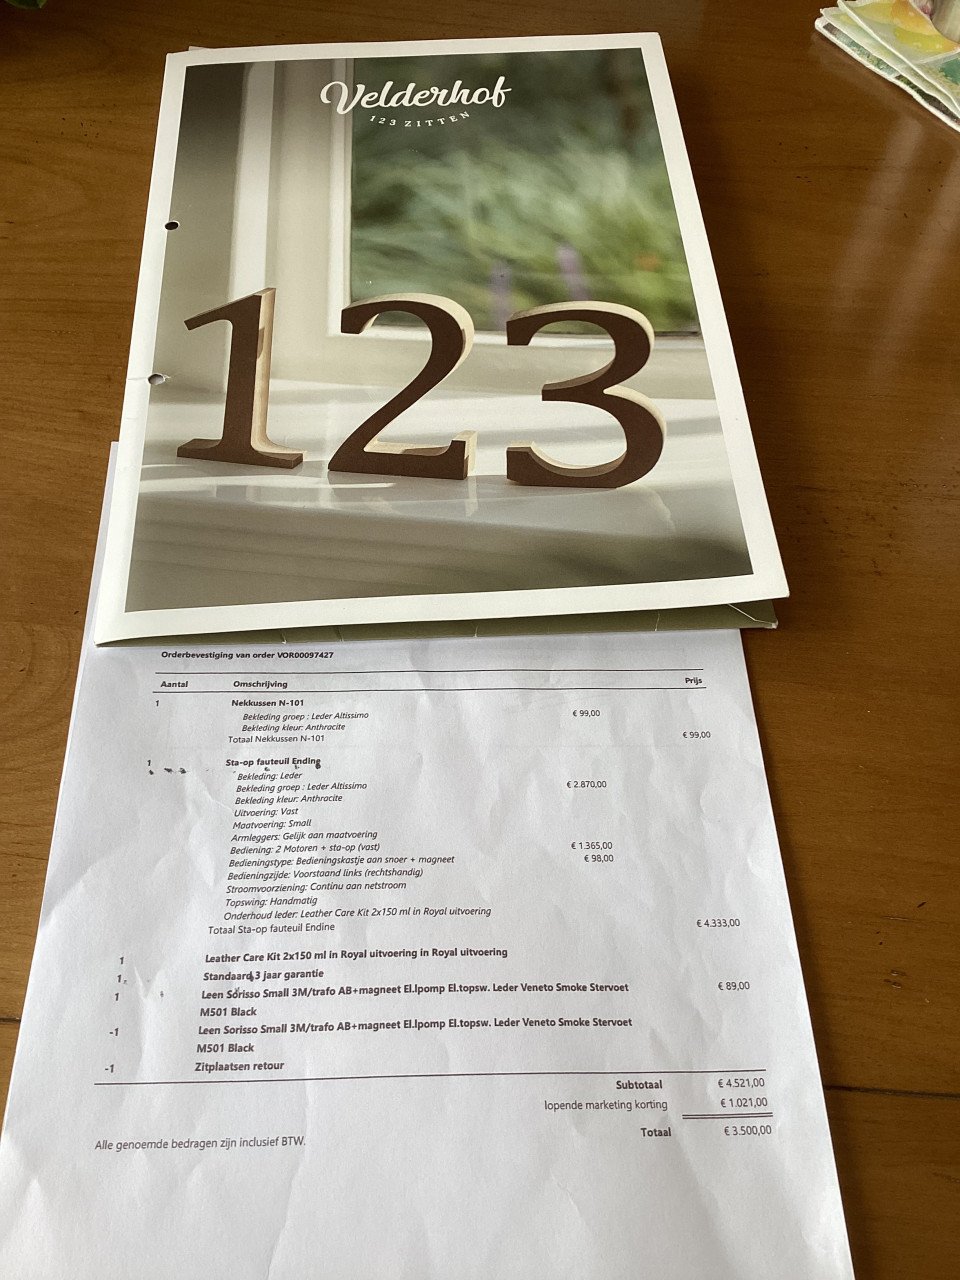 Velderhof
123 ZITTEN
123
Orderbevestiging van order VOR00097427
Aantal Omschrijving Prijs
1 Nekkussen N-101
Bekleding groep : Leder Altissimo € 99,00
Bekleding kleur: Anthracite
Totaal Nekkussen N-101 € 99,00
1 Sta-op fauteuil Endine
Bekleding: Leder
Bekleding groep : Leder Altissimo € 2.870,00
Bekleding kleur: Anthracite
Uitvoering: Vast
Maatvoering: Small
Armleggers: Gelijk aan maatvoering
Bediening: 2 Motoren + sta-op (vast) € 1.365,00
Bedieningstype: Bedieningskastje aan snoer + magneet € 98,00
Bedieningzijde: Voorstaand links (rechtshandig)
Stroomvoorziening: Continu aan netstroom
Topswing: Handmatig
Onderhoud leder: Leather Care Kit 2x150 ml in Royal uitvoering
Totaal Sta-op fauteuil Endine € 4.333,00
1 Leather Care Kit 2x150 ml in Royal uitvoering in Royal uitvoering
1 Standaard 3 jaar garantie
1 Leen Sorisso Small 3M/trafo AB+magneet El.lpomp El.topsw. Leder Veneto Smoke Stervoet € 89,00
M501 Black
-1 Leen Sorisso Small 3M/trafo AB+magneet El.lpomp El.topsw. Leder Veneto Smoke Stervoet
M501 Black
-1 Zitplaatsen retour
Subtotaal € 4.521,00
lopende marketing korting € 1.021,00
Totaal € 3.500,00
Alle genoemde bedragen zijn inclusief BTW.